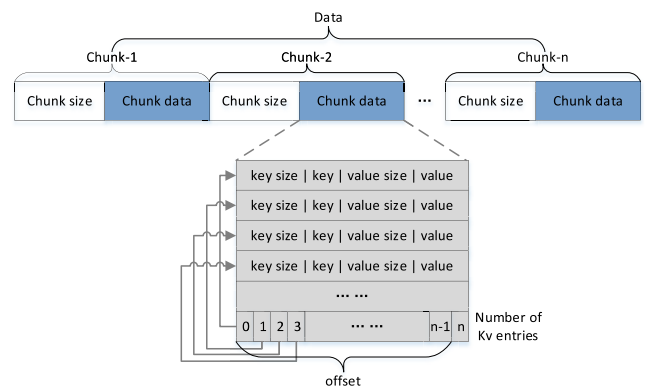 Data
Chunk-1 Chunk-2 Chunk-n
Chunk size Chunk data Chunk size Chunk data ... Chunk size Chunk data
key size | key | value size | value
key size | key | value size | value
key size | key | value size | value
key size | key | value size | value
... ...
0 1 2 3 ... ... n-1 n
Number of
Kv entries
offset